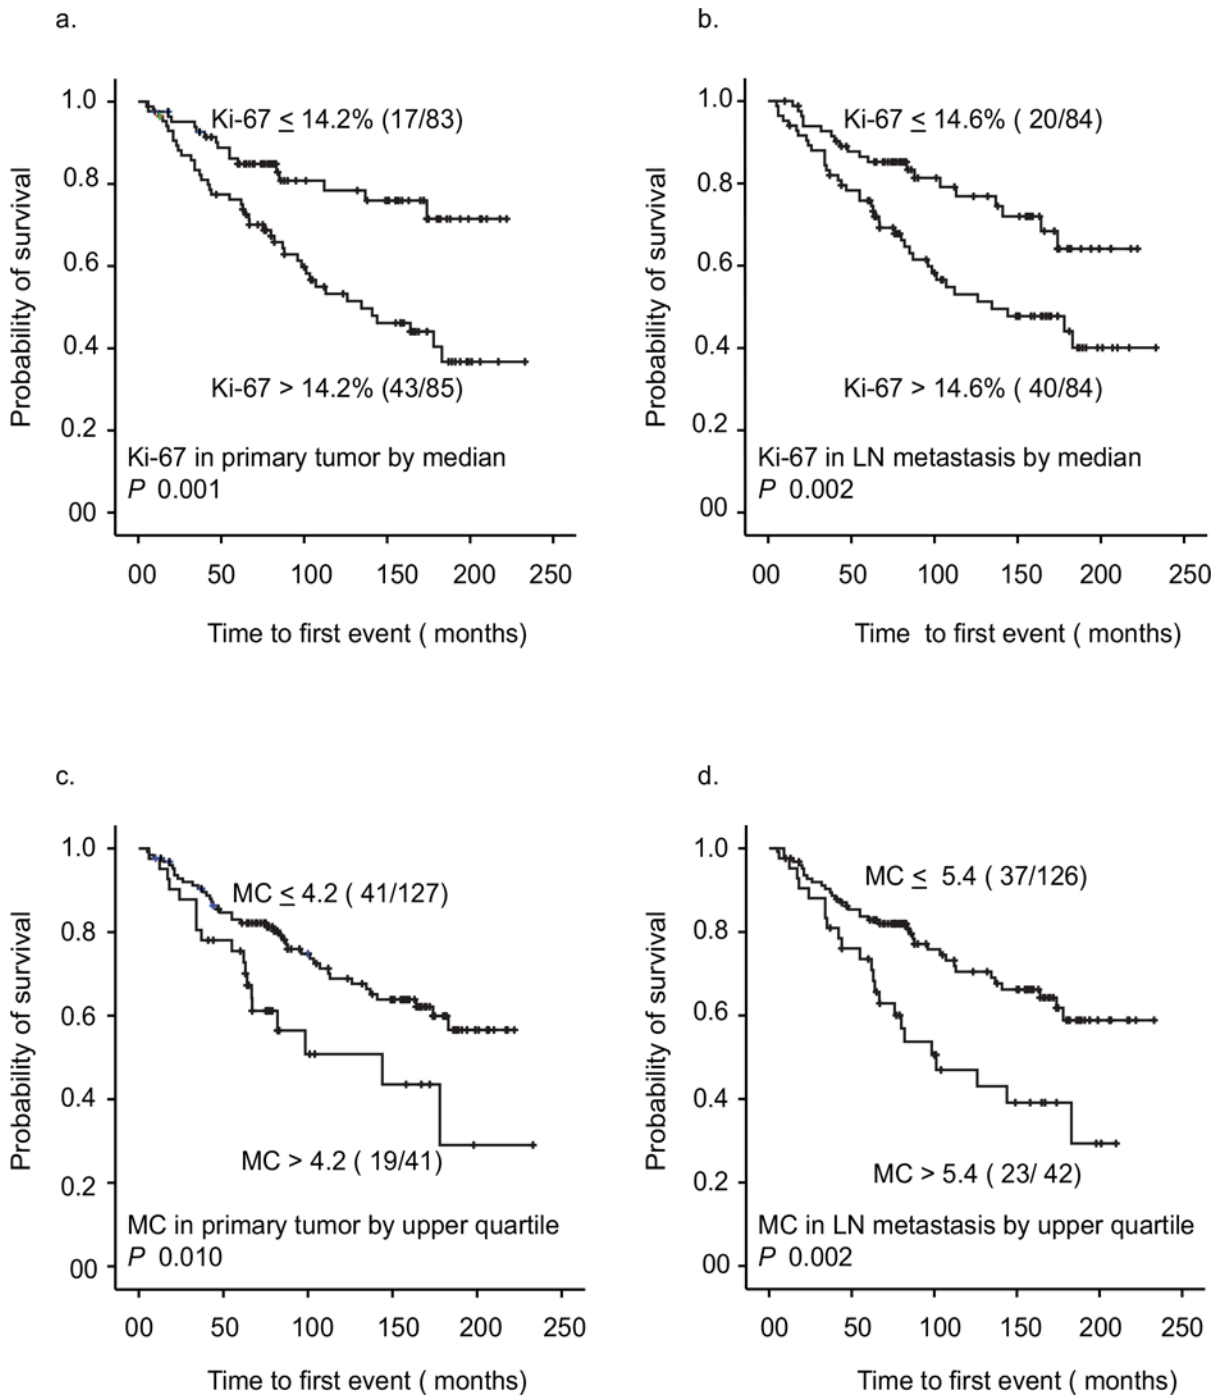 a.
Probability of survival
1.0
0.8
0.6
0.4
0.2
00
Ki-67 ≤ 14.2% (17/83)
Ki-67 > 14.2% (43/85)
Ki-67 in primary tumor by median
P 0.001
00 50 100 150 200 250
Time to first event ( months)
b.
Probability of survival
1.0
0.8
0.6
0.4
0.2
00
Ki-67 ≤ 14.6% ( 20/84)
Ki-67 > 14.6% ( 40/84)
Ki-67 in LN metastasis by median
P 0.002
00 50 100 150 200 250
Time to first event ( months)
c.
Probability of survival
1.0
0.8
0.6
0.4
0.2
00
MC ≤ 4.2 ( 41/127)
MC > 4.2 ( 19/41)
MC in primary tumor by upper quartile
P 0.010
00 50 100 150 200 250
Time to first event ( months)
d.
Probability of survival
1.0
0.8
0.6
0.4
0.2
00
MC ≤ 5.4 ( 37/126)
MC > 5.4 ( 23/ 42)
MC in LN metastasis by upper quartile
P 0.002
00 50 100 150 200 250
Time to first event ( months)